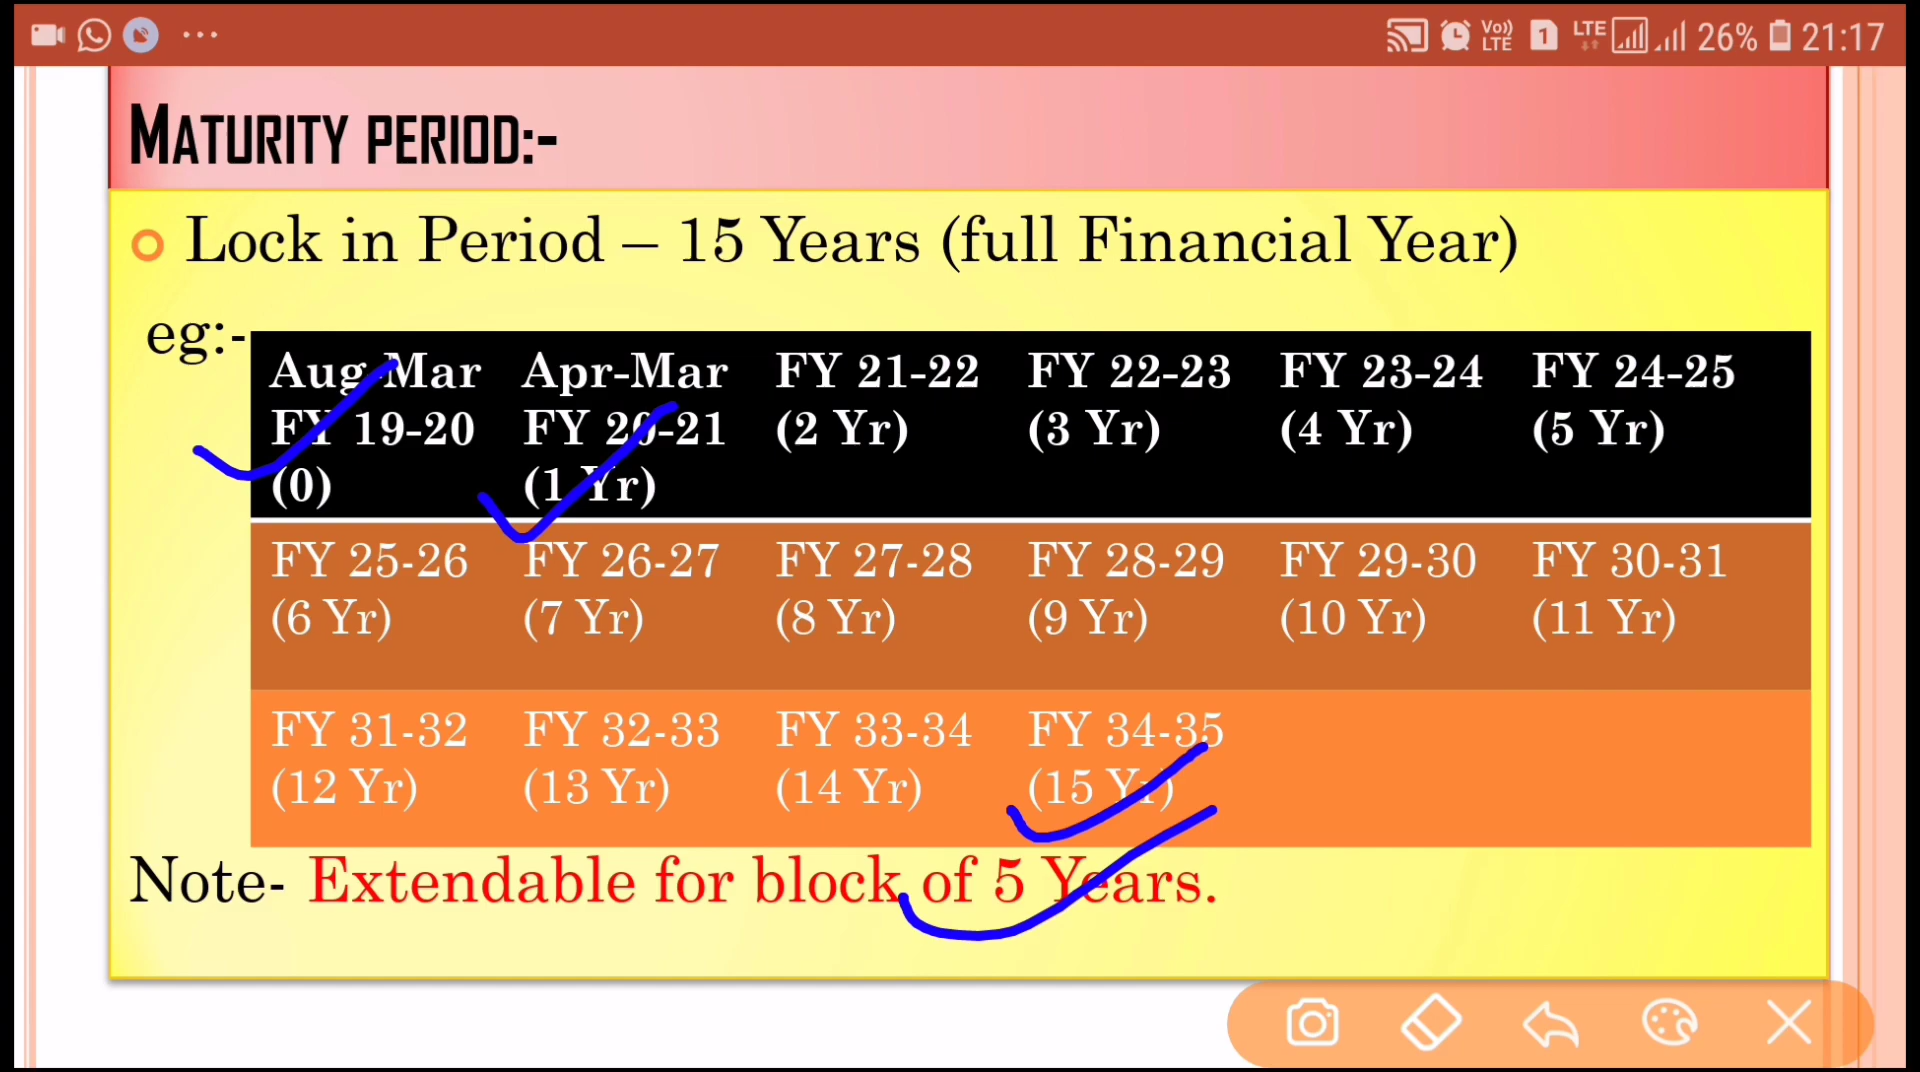 Vo)) LTE 1 LTE 26% 21:17
MATURITY PERIOD:-
Lock in Period – 15 Years (full Financial Year)
eg:-
Aug-Mar FY 19-20 (0)
Apr-Mar FY 20-21 (1 Yr)
FY 21-22 (2 Yr)
FY 22-23 (3 Yr)
FY 23-24 (4 Yr)
FY 24-25 (5 Yr)
FY 25-26 (6 Yr)
FY 26-27 (7 Yr)
FY 27-28 (8 Yr)
FY 28-29 (9 Yr)
FY 29-30 (10 Yr)
FY 30-31 (11 Yr)
FY 31-32 (12 Yr)
FY 32-33 (13 Yr)
FY 33-34 (14 Yr)
FY 34-35 (15 Yr)
Note- Extendable for block of 5 Years.